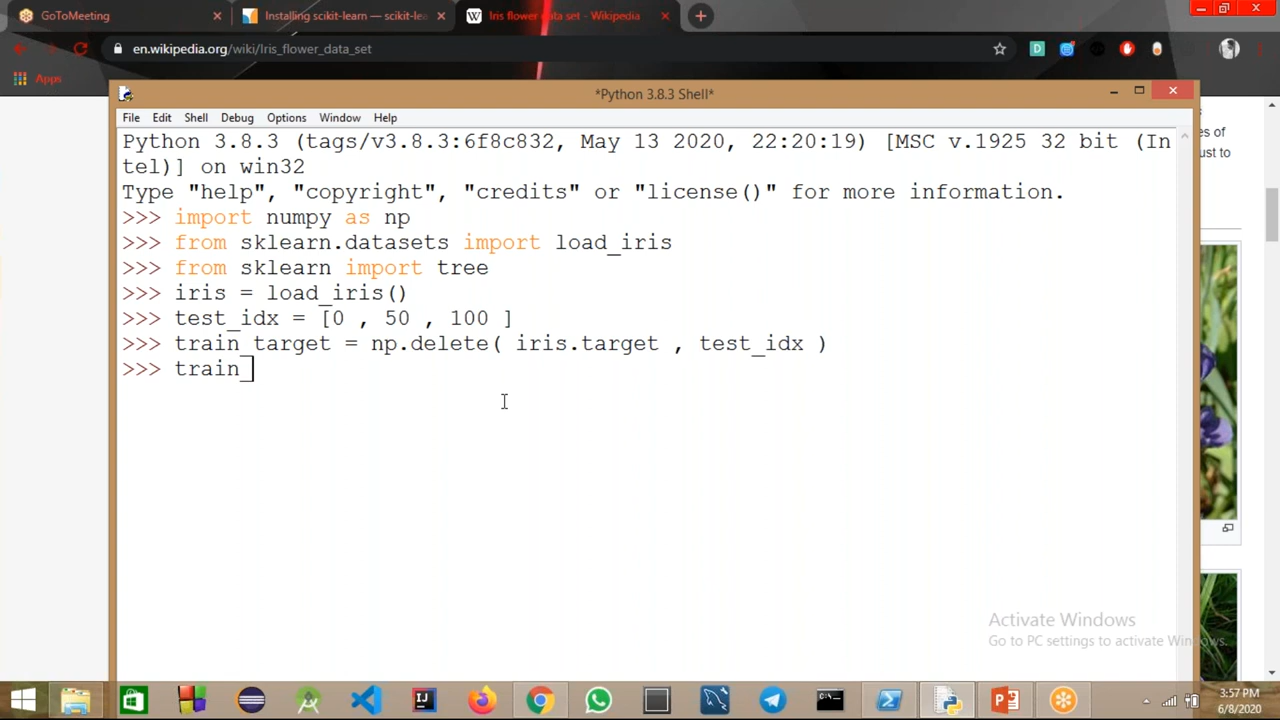 GoToMeeting
Installing scikit-learn — scikit-lea
Iris flower data set - Wikipedia
en.wikipedia.org/wiki/Iris_flower_data_set
Apps
*Python 3.8.3 Shell*
File Edit Shell Debug Options Window Help
Python 3.8.3 (tags/v3.8.3:6f8c832, May 13 2020, 22:20:19) [MSC v.1925 32 bit (In
tel)] on win32
Type "help", "copyright", "credits" or "license()" for more information.
>>> import numpy as np
>>> from sklearn.datasets import load_iris
>>> from sklearn import tree
>>> iris = load_iris()
>>> test_idx = [0 , 50 , 100 ]
>>> train_target = np.delete( iris.target , test_idx )
>>> train_
es of
ust to
Activate Windows
Go to PC settings to activate Windows.
3:57 PM
6/8/2020